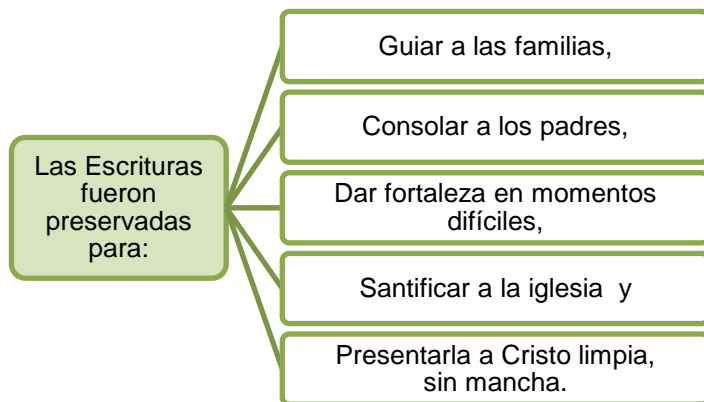 Las Escrituras
fueron
preservadas
para:
Guiar a las familias,
Consolar a los padres,
Dar fortaleza en momentos
difíciles,
Santificar a la iglesia  y
Presentarla a Cristo limpia,
sin mancha.